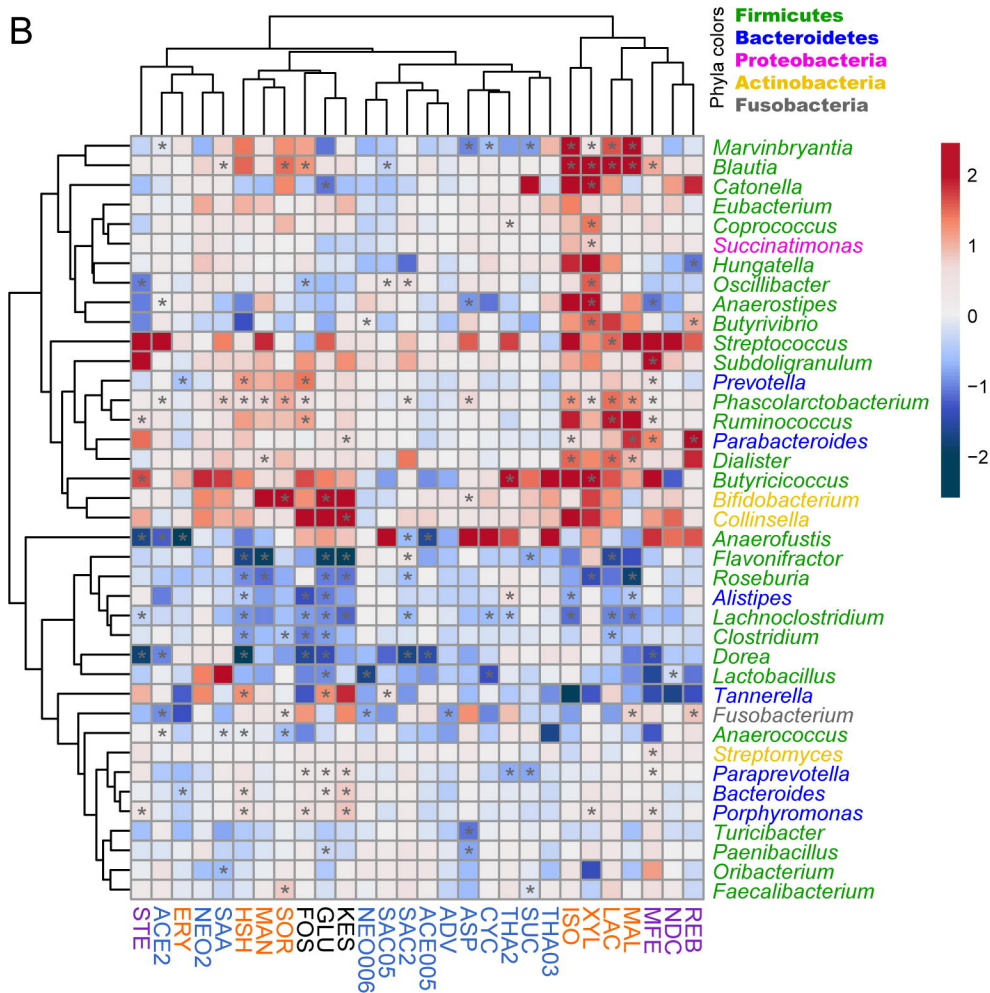 B
Phyla colors
Firmicutes
Bacteroidetes
Proteobacteria
Actinobacteria
Fusobacteria
Marvinbryantia
Blautia
Catonella
Eubacterium
Coprococcus
Succinatimonas
Hungatella
Oscillibacter
Anaerostipes
Butyrivibrio
Streptococcus
Subdoligranulum
Prevotella
Phascolarctobacterium
Ruminococcus
Parabacteroides
Dialister
Butyricicoccus
Bifidobacterium
Collinsella
Anaerofustis
Flavonifractor
Roseburia
Alistipes
Lachnoclostridium
Clostridium
Dorea
Lactobacillus
Tannerella
Fusobacterium
Anaerococcus
Streptomyces
Paraprevotella
Bacteroides
Porphyromonas
Turicibacter
Paenibacillus
Oribacterium
Faecalibacterium
2
1
0
−1
−2
STE
ACE2
ERY
NEO2
SAA
HSH
MAN
SOR
FOS
GLU
KES
NEO006
SAC05
SAC2
ACE005
ADV
ASP
CYC
THA2
SUC
THA03
ISO
XYL
LAC
MAL
MFE
NDC
REB